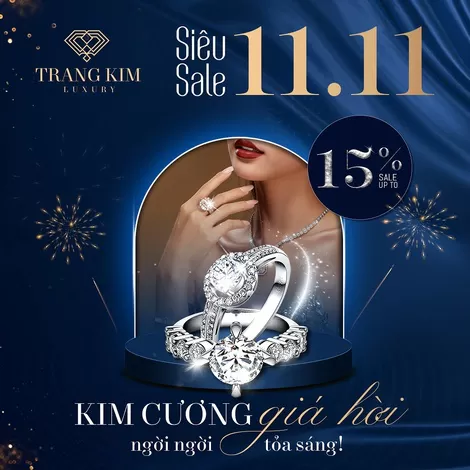 TRANG KIM
LUXURY
Siêu
Sale
11.11
15%
SALE
UP TO
KIM CƯƠNG giá hời
ngời ngời tỏa sáng!